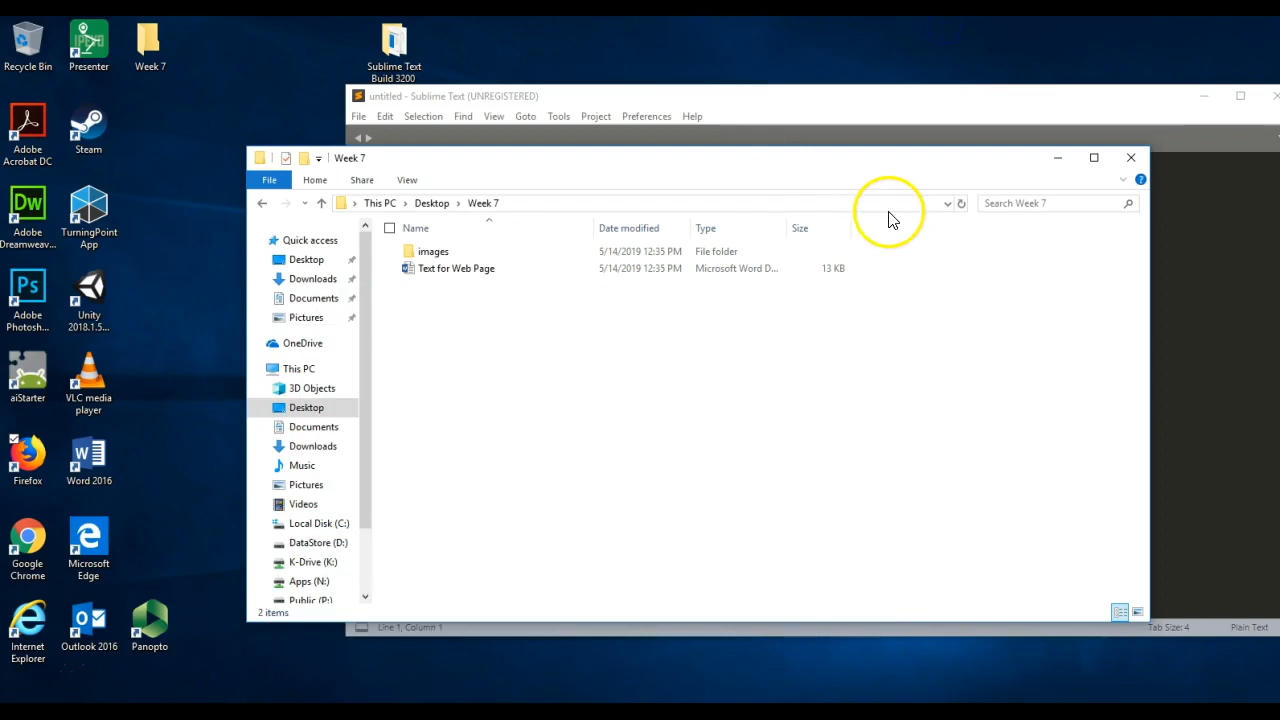 Recycle Bin
Presenter
Week 7
Sublime Text
Build 3200
Adobe
Acrobat DC
Steam
Adobe
Dreamweav...
TurningPoint
App
Adobe
Photosh...
Unity
2018.1.5...
aiStarter
VLC media
player
Firefox
Word 2016
Google
Chrome
Microsoft
Edge
Internet
Explorer
Outlook 2016
Panopto
untitled - Sublime Text (UNREGISTERED)
File Edit Selection Find View Goto Tools Project Preferences Help
Week 7
File Home Share View
This PC > Desktop > Week 7
Search Week 7
Name Date modified Type Size
images 5/14/2019 12:35 PM File folder
Text for Web Page 5/14/2019 12:35 PM Microsoft Word D... 13 KB
Quick access
Desktop
Downloads
Documents
Pictures
OneDrive
This PC
3D Objects
Desktop
Documents
Downloads
Music
Pictures
Videos
Local Disk (C:)
DataStore (D:)
K-Drive (K:)
Apps (N:)
Public (P:)
2 items
Line 1, Column 1
Tab Size: 4
Plain Text